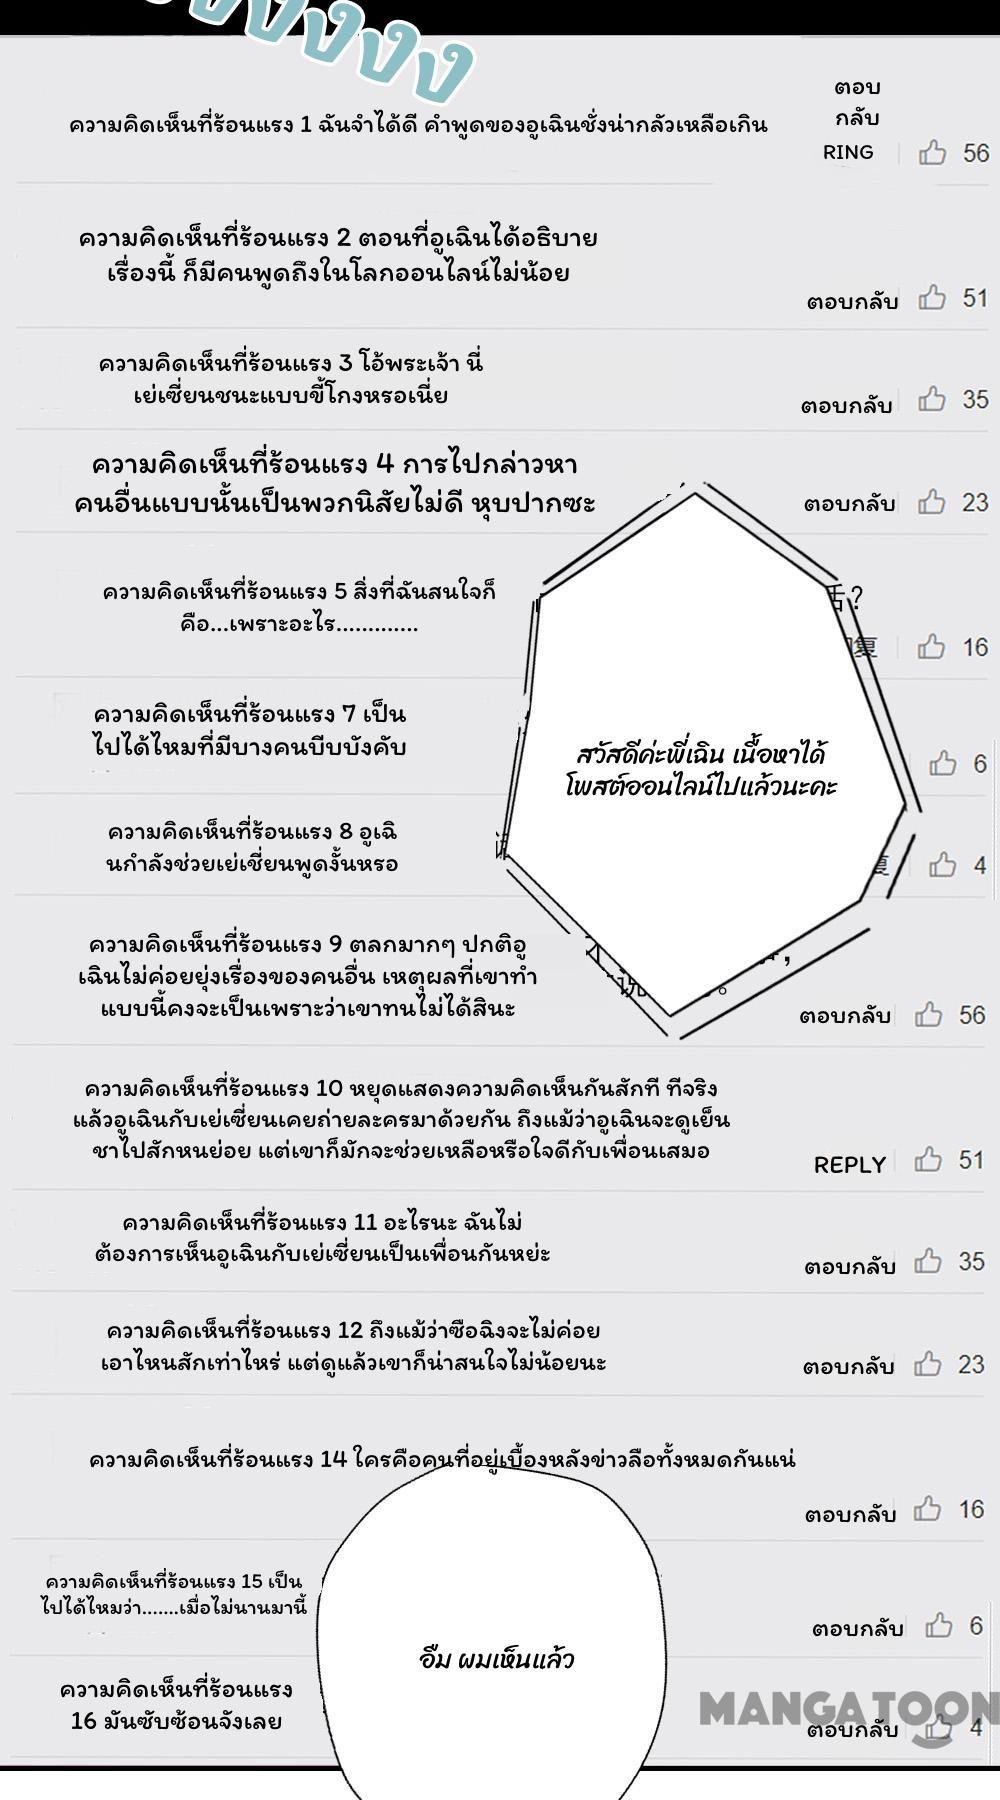 งงงงง
ความคิดเห็นที่ร้อนแรง 1 ฉันจำได้ดี คำพูดของอูเฉินชั่งน่ากลัวเหลือเกิน
ตอบ
กลับ
RING 56
ความคิดเห็นที่ร้อนแรง 2 ตอนที่อูเฉินได้อธิบาย
เรื่องนี้ ก็มีคนพูดถึงในโลกออนไลน์ไม่น้อย
ตอบกลับ 51
ความคิดเห็นที่ร้อนแรง 3 โอ้พระเจ้า นี่
เย่เซี่ยนชนะแบบขี้โกงหรอเนี่ย
ตอบกลับ 35
ความคิดเห็นที่ร้อนแรง 4 การไปกล่าวหา
คนอื่นแบบนั้นเป็นพวกนิสัยไม่ดี หุบปากซะ
ตอบกลับ 23
ความคิดเห็นที่ร้อนแรง 5 สิ่งที่ฉันสนใจก็
คือ...เพราะอะไร.............
?
复 16
ความคิดเห็นที่ร้อนแรง 7 เป็น
ไปได้ไหมที่มีบางคนบีบบังคับ
6
สวัสดีค่ะพี่เฉิน เนื้อหาได้
โพสต์ออนไลน์ไปแล้วนะคะ
ความคิดเห็นที่ร้อนแรง 8 อูเฉิ
นกำลังช่วยเย่เซี่ยนพูดงั้นหรอ
4
ความคิดเห็นที่ร้อนแรง 9 ตลกมากๆ ปกติอู
เฉินไม่ค่อยยุ่งเรื่องของคนอื่น เหตุผลที่เขาทำ
แบบนี้คงจะเป็นเพราะว่าเขาทนไม่ได้สินะ
ตอบกลับ 56
ความคิดเห็นที่ร้อนแรง 10 หยุดแสดงความคิดเห็นกันสักที ทีจริง
แล้วอูเฉินกับเย่เซี่ยนเคยถ่ายละครมาด้วยกัน ถึงแม้ว่าอูเฉินจะดูเย็น
ชาไปสักหนย่อย แต่เขาก็มักจะช่วยเหลือหรือใจดีกับเพื่อนเสมอ
REPLY 51
ความคิดเห็นที่ร้อนแรง 11 อะไรนะ ฉันไม่
ต้องการเห็นอูเฉินกับเย่เซี่ยนเป็นเพื่อนกันหย่ะ
ตอบกลับ 35
ความคิดเห็นที่ร้อนแรง 12 ถึงแม้ว่าซือฉิงจะไม่ค่อย
เอาไหนสักเท่าไหร่ แต่ดูแล้วเขาก็น่าสนใจไม่น้อยนะ
ตอบกลับ 23
ความคิดเห็นที่ร้อนแรง 14 ใครคือคนที่อยู่เบื้องหลังข่าวลือทั้งหมดกันแน่
ตอบกลับ 16
ความคิดเห็นที่ร้อนแรง 15 เป็น
ไปได้ไหมว่า.......เมื่อไม่นานมานี้
ตอบกลับ 6
อืม ผมเห็นแล้ว
ความคิดเห็นที่ร้อนแรง
16 มันซับซ้อนจังเลย
MANGATOON
ตอบกลับ 4